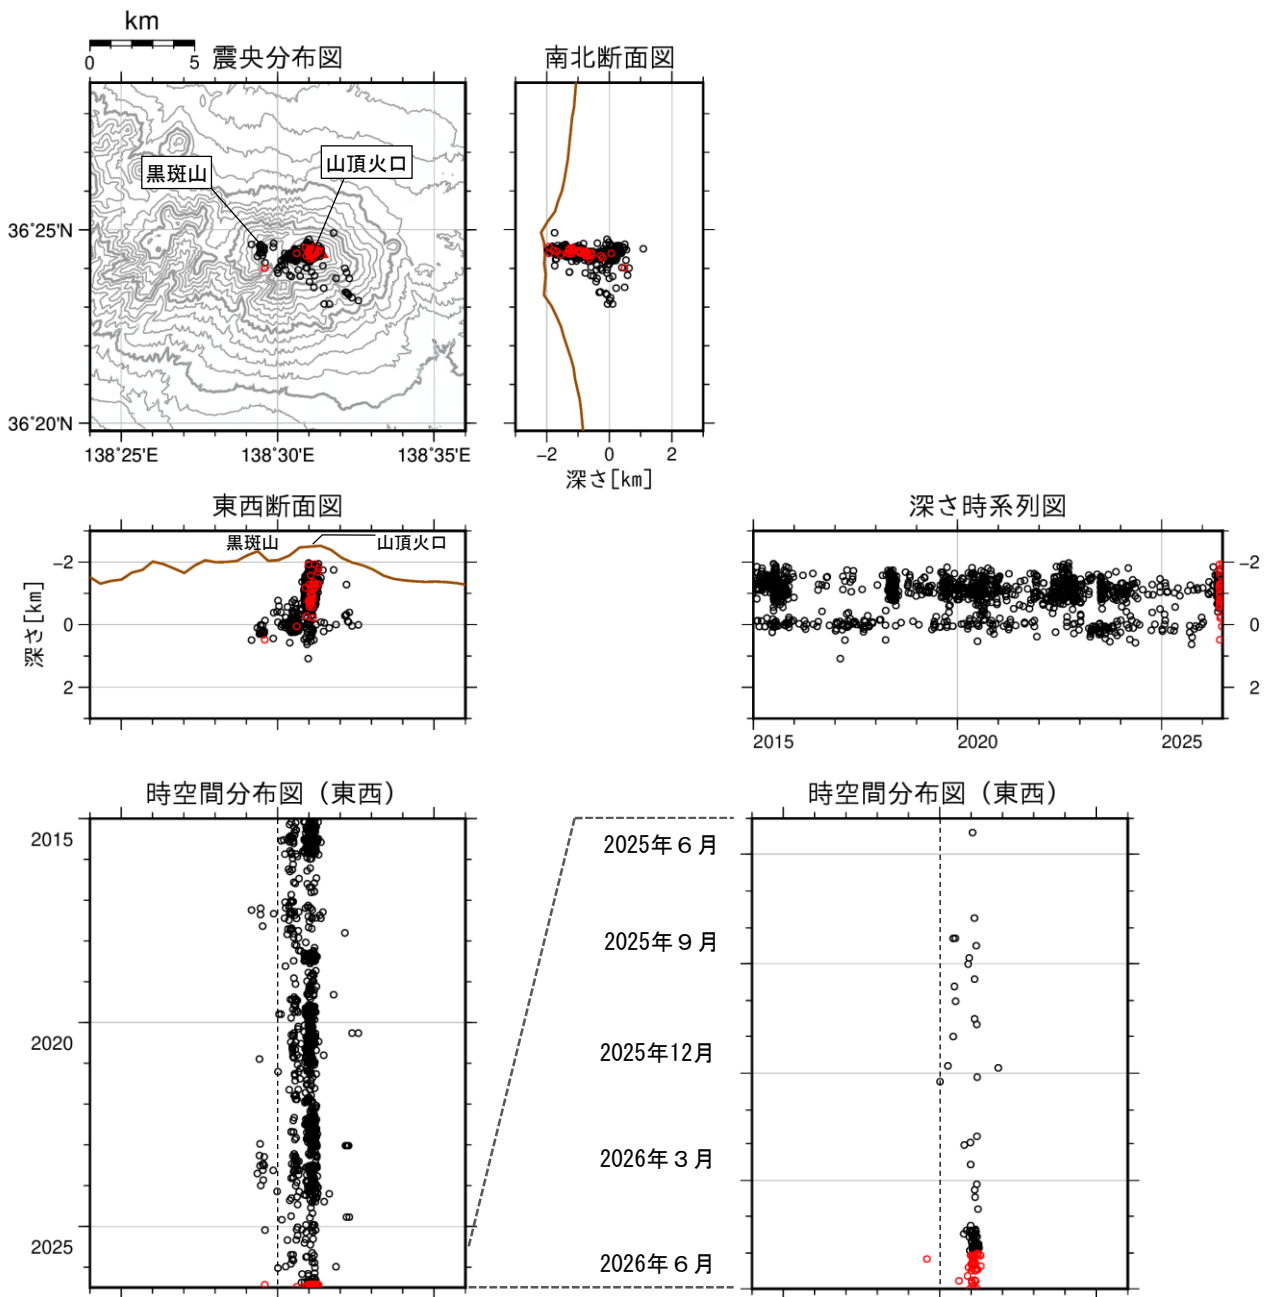 km
0 5
震央分布図
南北断面図
黒斑山
山頂火口
36°25'N
36°20'N
138°25'E 138°30'E 138°35'E
-2 0 2
深さ[km]
東西断面図
深さ時系列図
黒斑山
山頂火口
-2
0
2
深さ[km]
-2
0
2
2015 2020 2025
時空間分布図（東西）
時空間分布図（東西）
2015
2020
2025
2025年６月
2025年９月
2025年12月
2026年３月
2026年６月